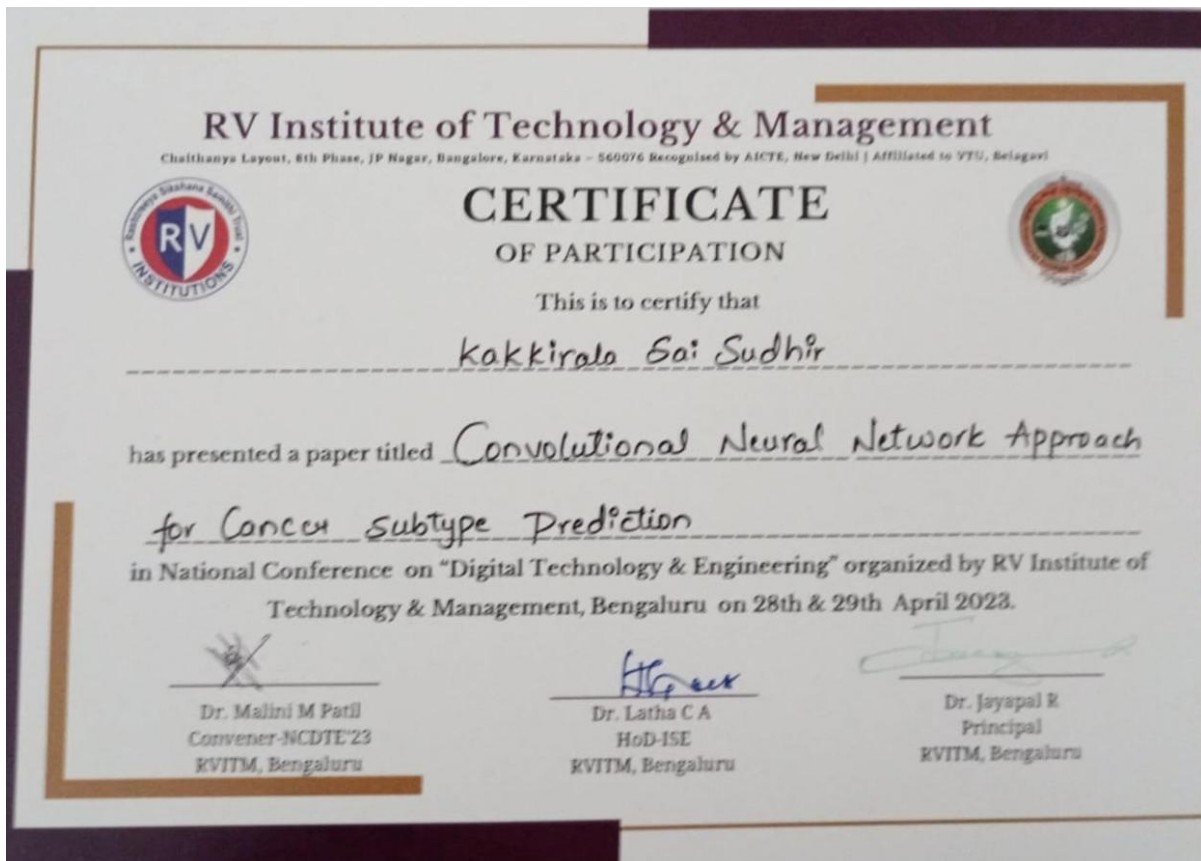 RV Institute of Technology & Management
Chaithanya Layout, 8th Phase, JP Nagar, Bangalore, Karnataka - 560076 Recognised by AICTE, New Delhi | Affiliated to VTU, Belagavi
RV
INSTITUTIONS
CERTIFICATE
OF PARTICIPATION
This is to certify that
Kakkirala Sai Sudhir
has presented a paper titled Convolutional Neural Network Approach
for Cancer subtype Prediction
in National Conference on "Digital Technology & Engineering" organized by RV Institute of
Technology & Management, Bengaluru on 28th & 29th April 2023.
Dr. Malini M Patil
Convener-NCDTE'23
RVITM, Bengaluru
Dr. Latha C A
HoD-ISE
RVITM, Bengaluru
Dr. Jayapal R
Principal
RVITM, Bengaluru